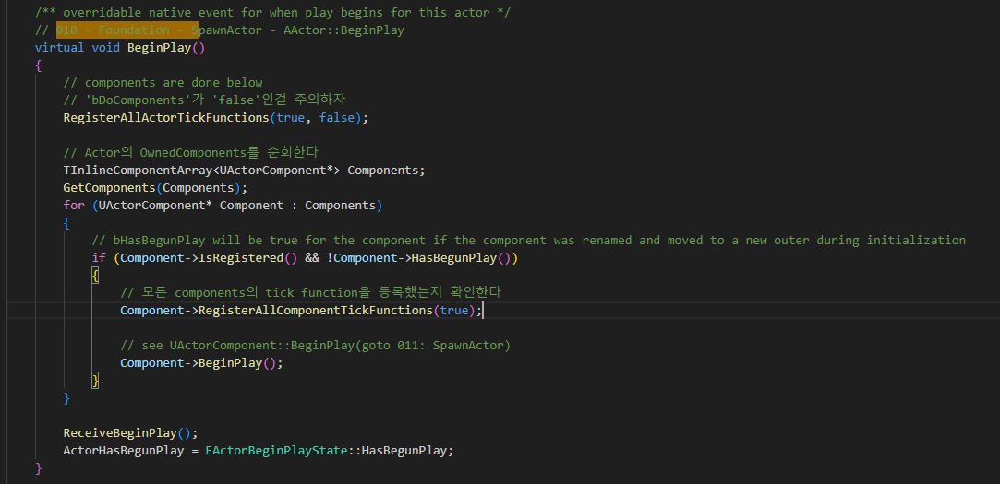 /** overridable native event for when play begins for this actor */
// 010 - Foundation - SpawnActor - AActor::BeginPlay
virtual void BeginPlay()
{
// components are done below
// 'bDoComponents'가 'false'인걸 주의하자
RegisterAllActorTickFunctions(true, false);
// Actor의 OwnedComponents를 순회한다
TInlineComponentArray<UActorComponent*> Components;
GetComponents(Components);
for (UActorComponent* Component : Components)
{
// bHasBegunPlay will be true for the component if the component was renamed and moved to a new outer during initialization
if (Component->IsRegistered() && !Component->HasBegunPlay())
{
// 모든 components의 tick function을 등록했는지 확인한다
Component->RegisterAllComponentTickFunctions(true);
// see UActorComponent::BeginPlay(goto 011: SpawnActor)
Component->BeginPlay();
}
}
ReceiveBeginPlay();
ActorHasBegunPlay = EActorBeginPlayState::HasBegunPlay;
}